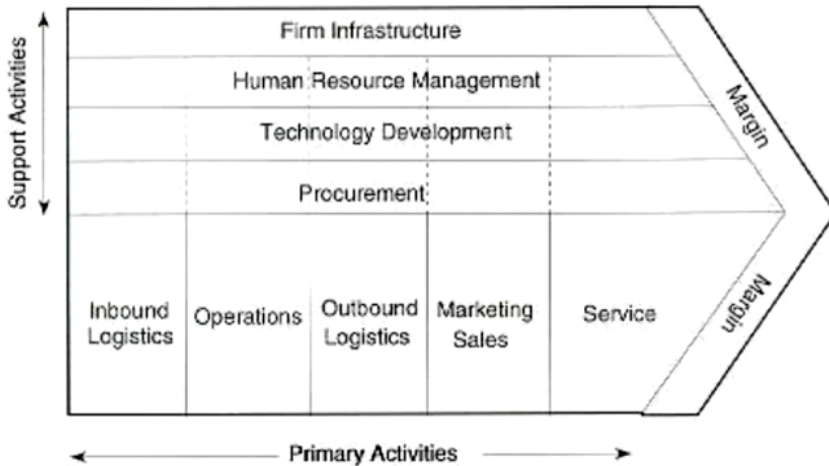 Support Activities
Firm Infrastructure
Human Resource Management
Technology Development
Procurement
Margin
Inbound
Logistics
Operations
Outbound
Logistics
Marketing
Sales
Service
Margin
Primary Activities